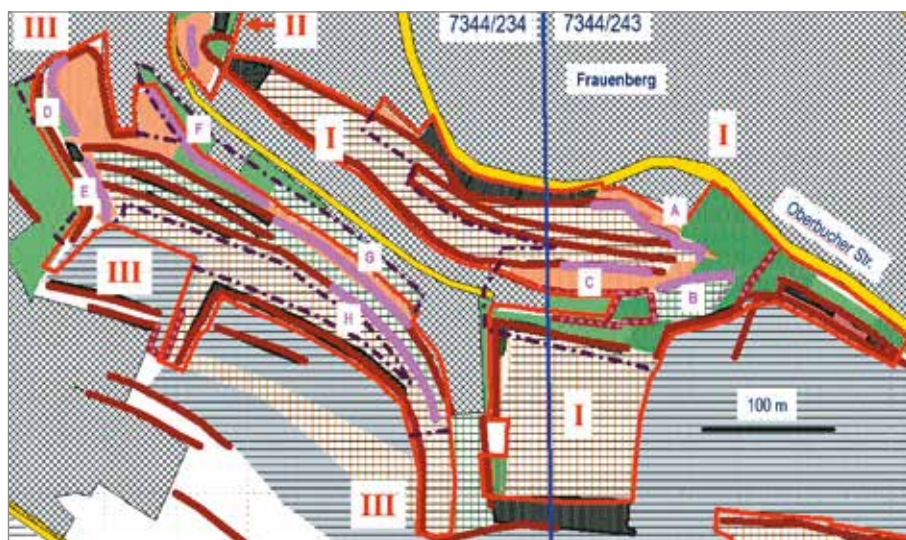 III
II
7344/234
7344/243
Frauenberg
D
F
I
I
A
Oberbucher Str.
E
G
III
C
B
H
I
100 m
III